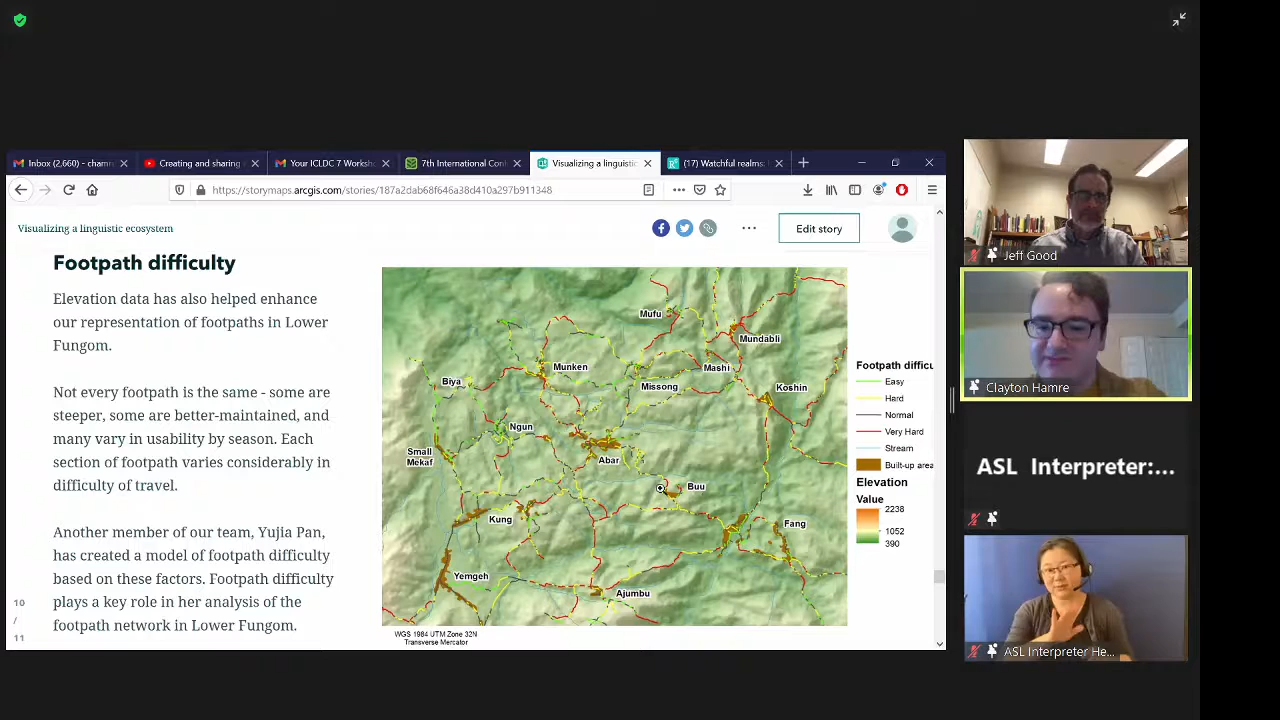 Inbox (2,660) - chamr
Creating and sharing
Your ICLDC 7 Worksh
7th International Con
Visualizing a linguistic
(17) Watchful realms:
https://storymaps.arcgis.com/stories/187a2dab68f646a38d410a297b911348
Visualizing a linguistic ecosystem
Edit story
Footpath difficulty
Elevation data has also helped enhance
our representation of footpaths in Lower
Fungom.
Not every footpath is the same - some are
steeper, some are better-maintained, and
many vary in usability by season. Each
section of footpath varies considerably in
difficulty of travel.
Another member of our team, Yujia Pan,
has created a model of footpath difficulty
based on these factors. Footpath difficulty
plays a key role in her analysis of the
footpath network in Lower Fungom.
10
/
11
Mufu
Mundabli
Munken
Mashi
Biya
Missong
Koshin
Ngun
Small
Mekaf
Abar
Buu
Kung
Fang
Yemgeh
Ajumbu
WGS 1984 UTM Zone 32N
Transverse Mercator
Footpath difficu
Easy
Hard
Normal
Very Hard
Stream
Built-up area
Elevation
Value
2238
1052
390
Jeff Good
Clayton Hamre
ASL Interpreter:...
ASL Interpreter He...